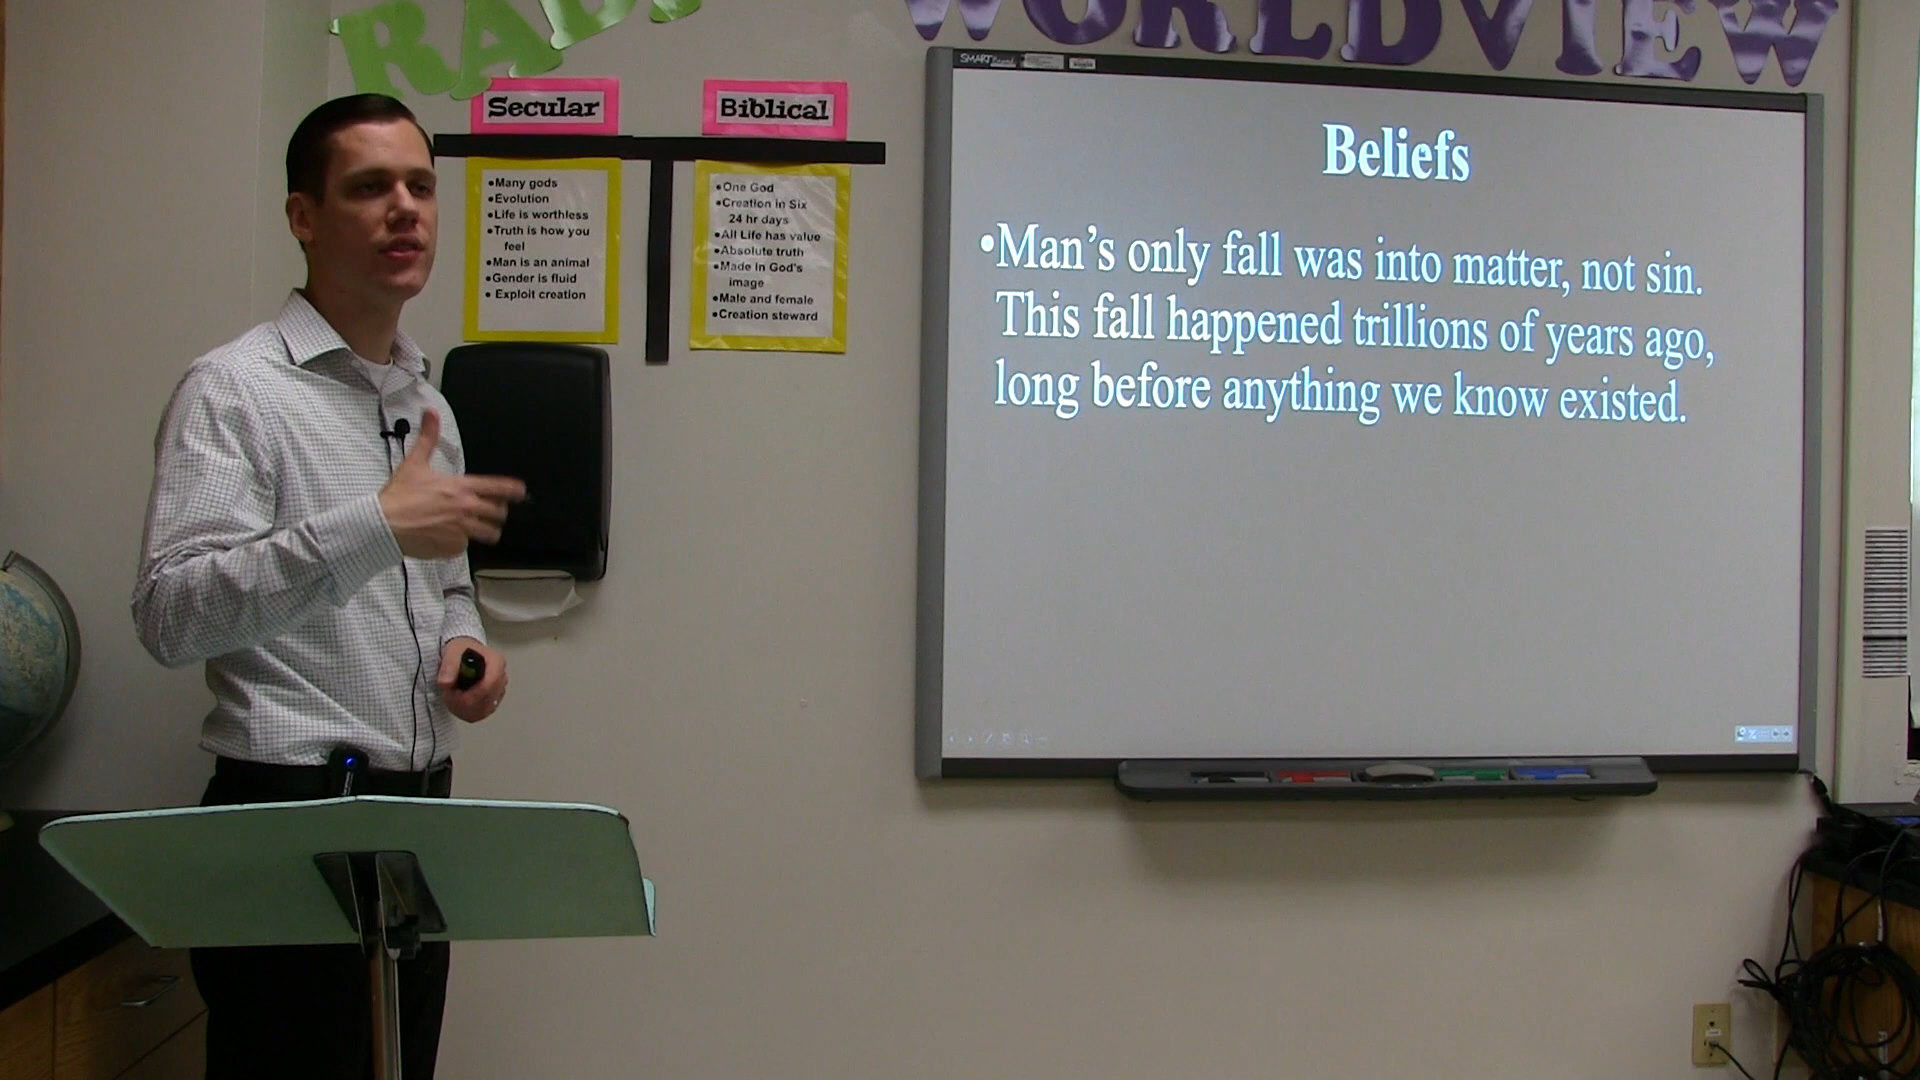 WORLDVIEW
Secular
•Many gods
•Evolution
•Life is worthless
•Truth is how you
feel
•Man is an animal
•Gender is fluid
• Exploit creation
Biblical
•One God
•Creation in Six
24 hr days
•All Life has value
•Absolute truth
•Made in God's
image
•Male and female
•Creation steward
SMART
Beliefs
•Man's only fall was into matter, not sin.
This fall happened trillions of years ago,
long before anything we know existed.